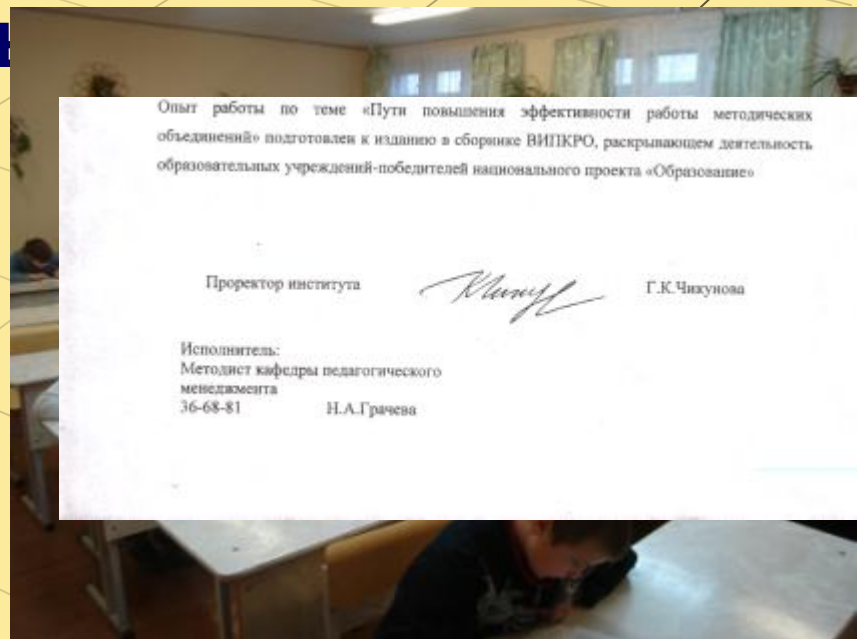 Опыт работы по теме «Пути повышения эффективности работы методических
объединений» подготовлен к изданию в сборнике ВИПКРО, раскрывающем деятельность
образовательных учреждений-победителей национального проекта «Образование»
Проректор института Г.К.Чикунова
Исполнитель:
Методист кафедры педагогического
менеджмента
36-68-81 Н.А.Грачева